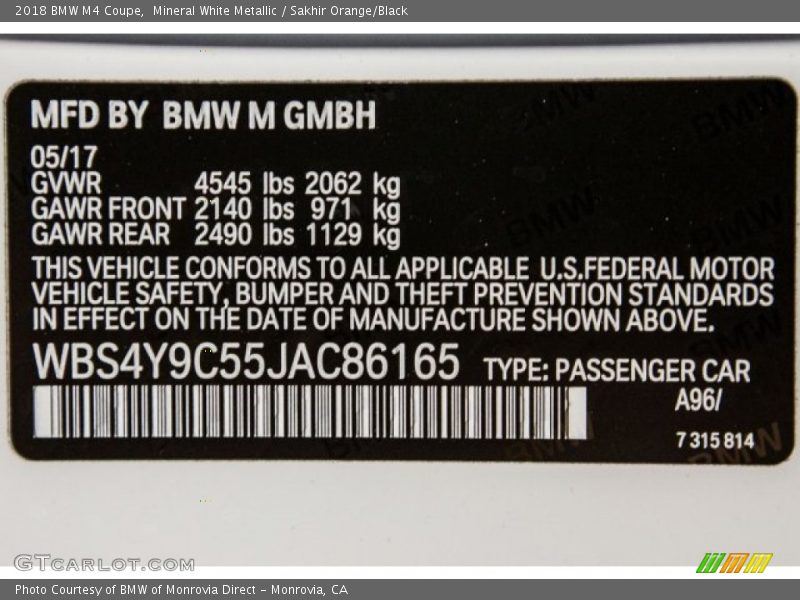 2018 BMW M4 Coupe,  Mineral White Metallic / Sakhir Orange/Black
MFD BY BMW M GMBH
05/17
GVWR 4545 lbs 2062 kg
GAWR FRONT 2140 lbs 971 kg
GAWR REAR 2490 lbs 1129 kg
THIS VEHICLE CONFORMS TO ALL APPLICABLE U.S.FEDERAL MOTOR
VEHICLE SAFETY, BUMPER AND THEFT PREVENTION STANDARDS
IN EFFECT ON THE DATE OF MANUFACTURE SHOWN ABOVE.
WBS4Y9C55JAC86165 TYPE: PASSENGER CAR
A96/
7 315 814
GTCARLOT.COM
Photo Courtesy of BMW of Monrovia Direct - Monrovia, CA